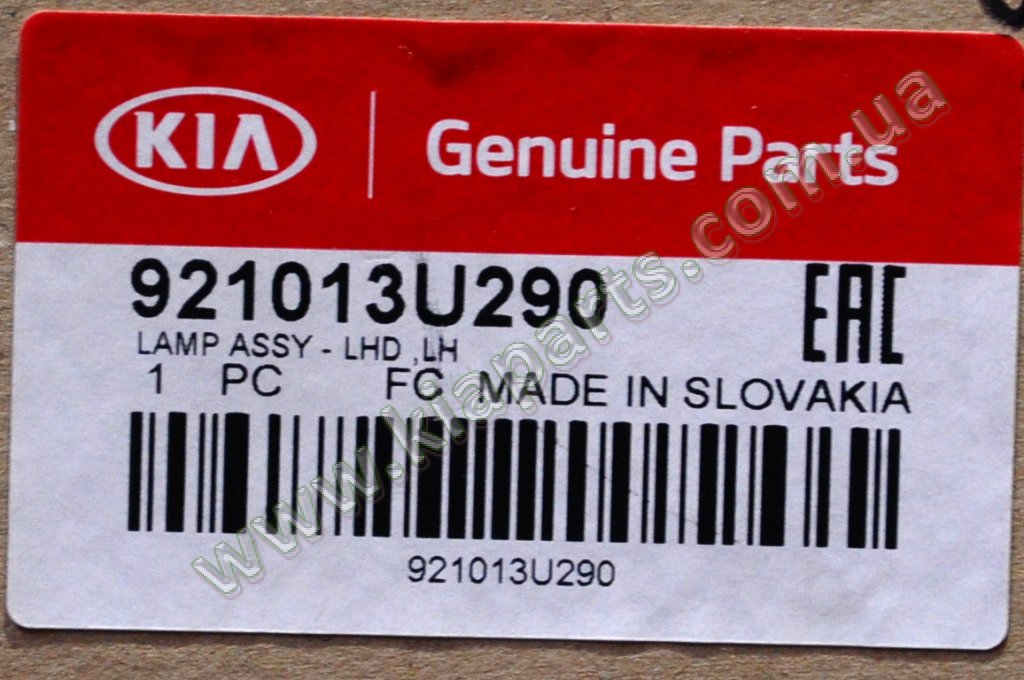 KIA
Genuine Parts
921013U290
EAC
LAMP ASSY - LHD ,LH
1 PC FC MADE IN SLOVAKIA
921013U290
www.kiaparts.com.ua